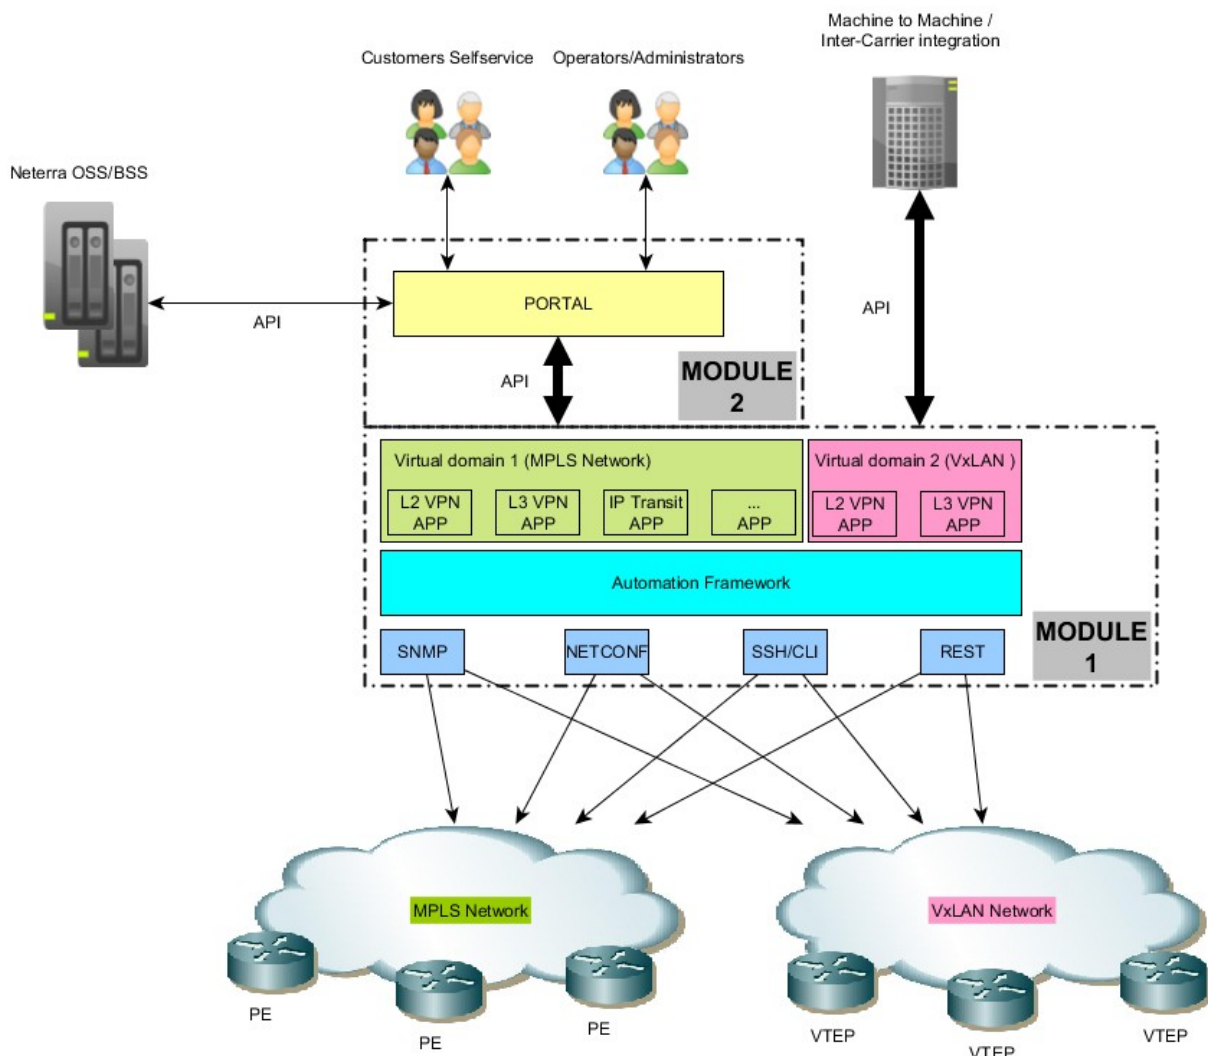 Machine to Machine /
Inter-Carrier integration
Customers Selfservice
Operators/Administrators
Neterra OSS/BSS
PORTAL
API
API
API
MODULE
2
Virtual domain 1 (MPLS Network)
Virtual domain 2 (VxLAN )
L2 VPN
APP
L3 VPN
APP
IP Transit
APP
...
APP
L2 VPN
APP
L3 VPN
APP
Automation Framework
MODULE
1
SNMP
NETCONF
SSH/CLI
REST
MPLS Network
VxLAN Network
PE
PE
PE
VTEP
VTEP
VTEP